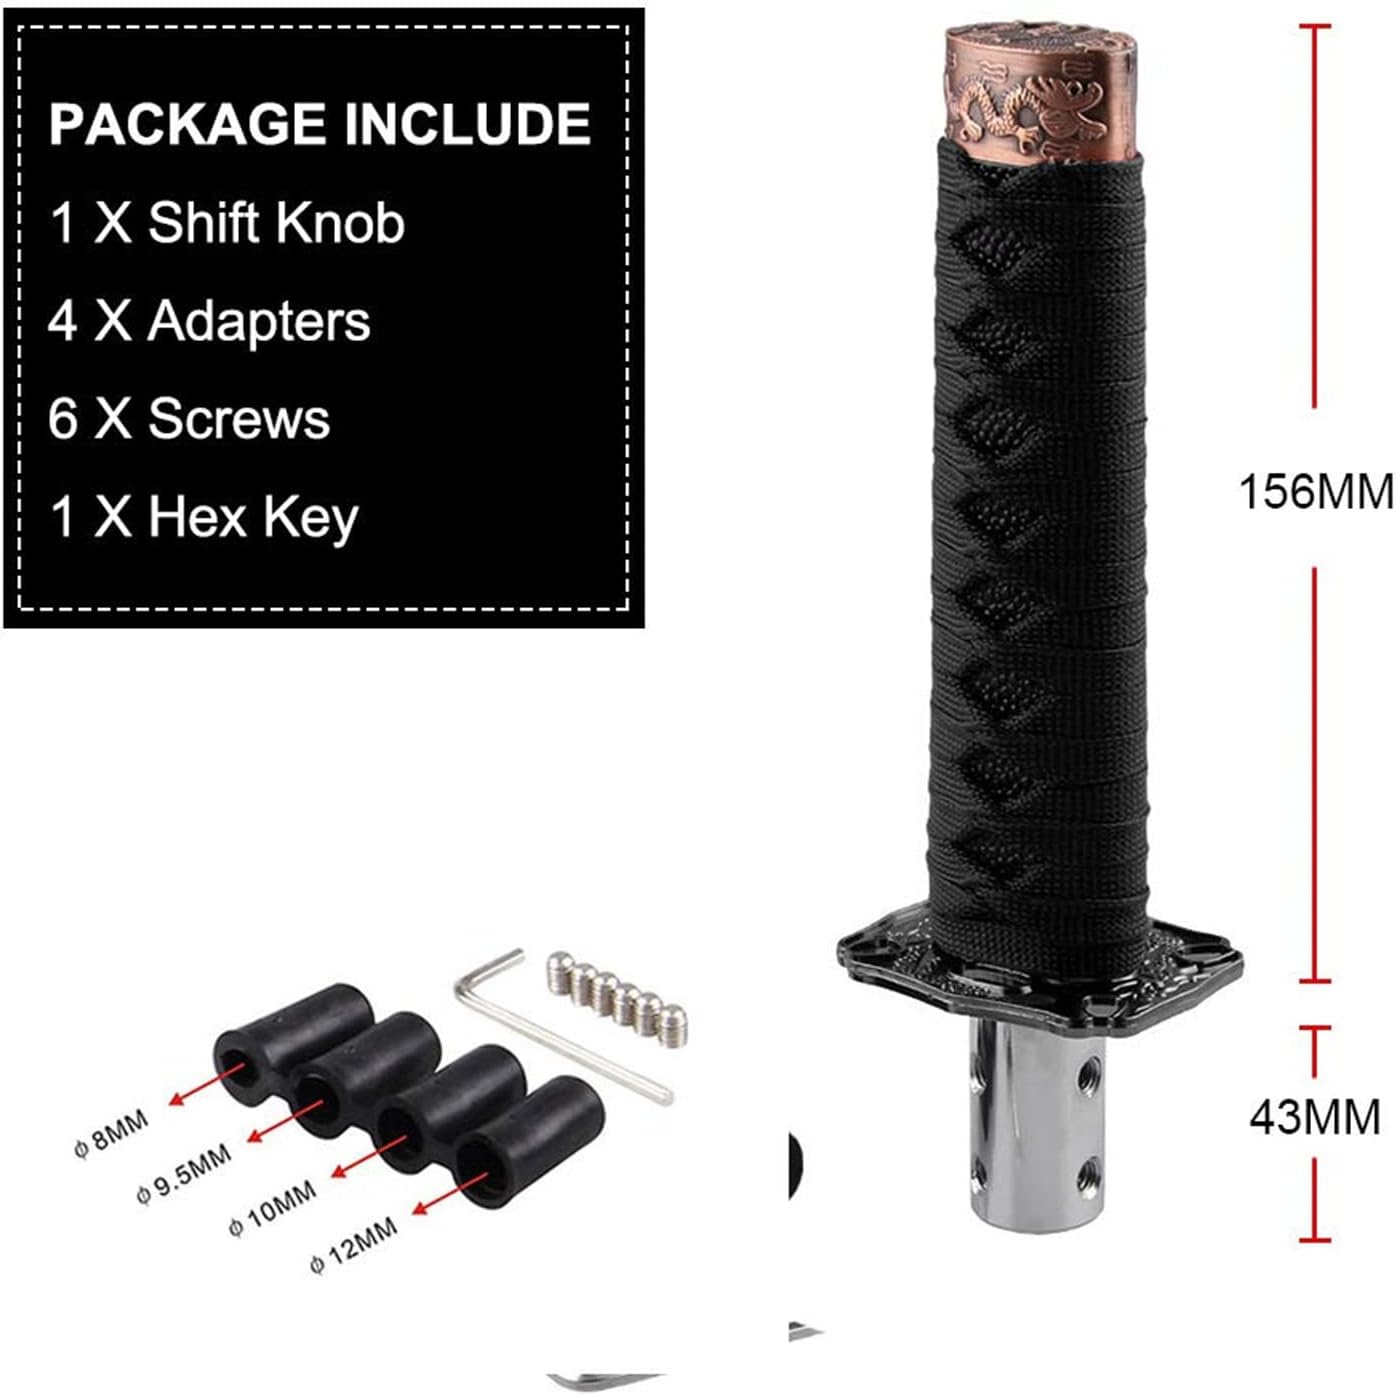 PACKAGE INCLUDE
1 X Shift Knob
4 X Adapters
6 X Screws
1 X Hex Key
156MM
43MM
ϕ 8MM
ϕ 9.5MM
ϕ 10MM
ϕ 12MM